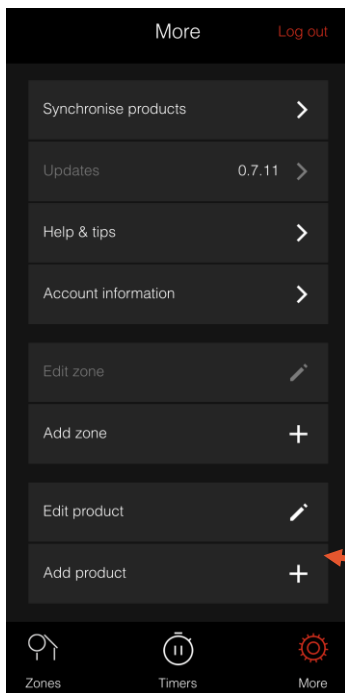 More Log out
Synchronise products
Updates 0.7.11
Help & tips
Account information
Edit zone
Add zone
Edit product
Add product
Zones Timers More